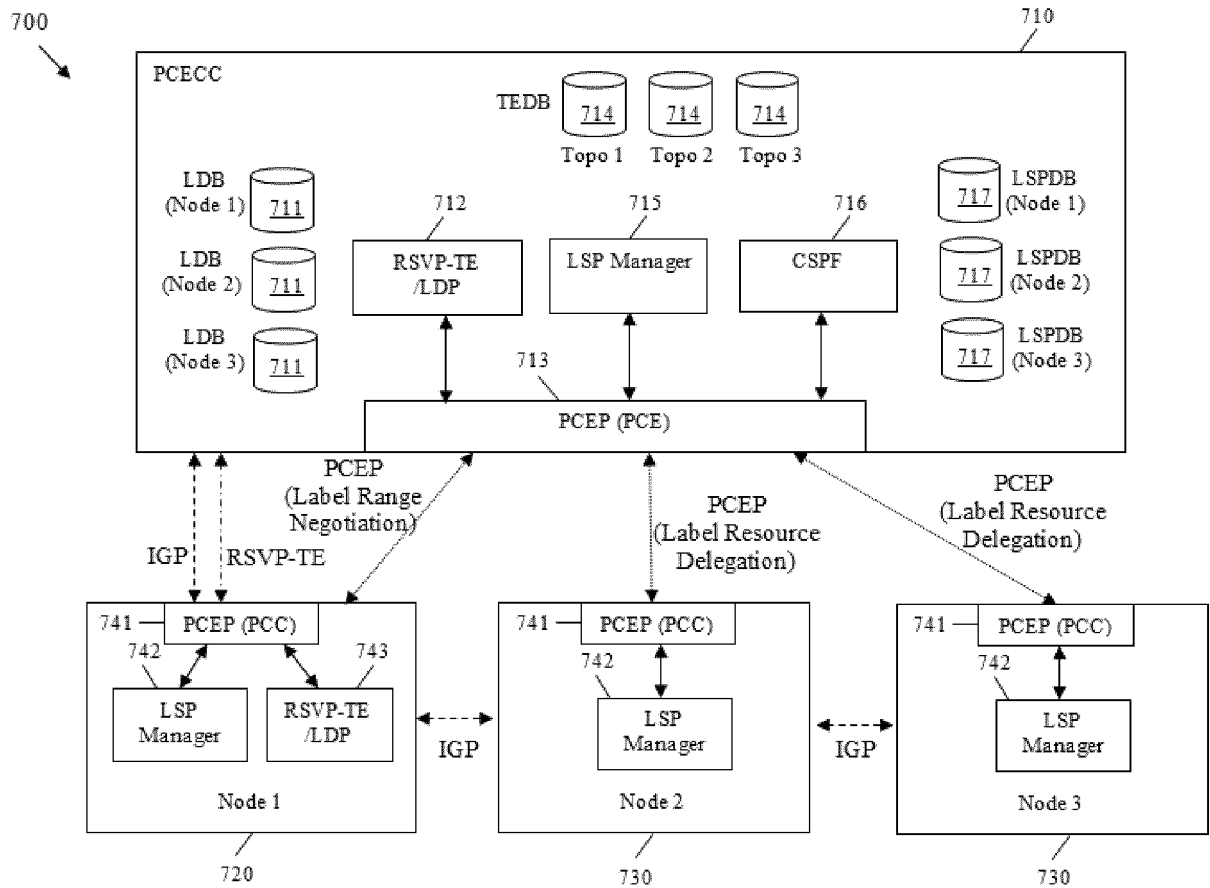 700
710
PCECC
TEDB
714
714
714
Topo 1
Topo 2
Topo 3
LDB
(Node 1)
711
LDB
(Node 2)
711
LDB
(Node 3)
711
712
RSVP-TE
/LDP
715
LSP Manager
716
CSPF
717
LSPDB
(Node 1)
717
LSPDB
(Node 2)
717
LSPDB
(Node 3)
713
PCEP (PCE)
IGP
RSVP-TE
PCEP
(Label Range
Negotiation)
PCEP
(Label Resource
Delegation)
PCEP
(Label Resource
Delegation)
741
PCEP (PCC)
742
743
LSP
Manager
RSVP-TE
/LDP
Node 1
720
IGP
741
PCEP (PCC)
742
LSP
Manager
Node 2
730
IGP
741
PCEP (PCC)
742
LSP
Manager
Node 3
730